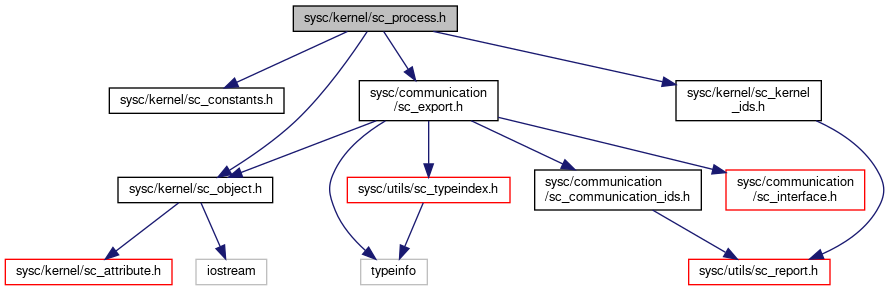 sysc/kernel/sc_process.h
sysc/kernel/sc_constants.h
sysc/communication
/sc_export.h
sysc/kernel/sc_kernel
_ids.h
sysc/kernel/sc_object.h
sysc/utils/sc_typeindex.h
sysc/communication
/sc_communication_ids.h
sysc/communication
/sc_interface.h
sysc/kernel/sc_attribute.h
iostream
typeinfo
sysc/utils/sc_report.h